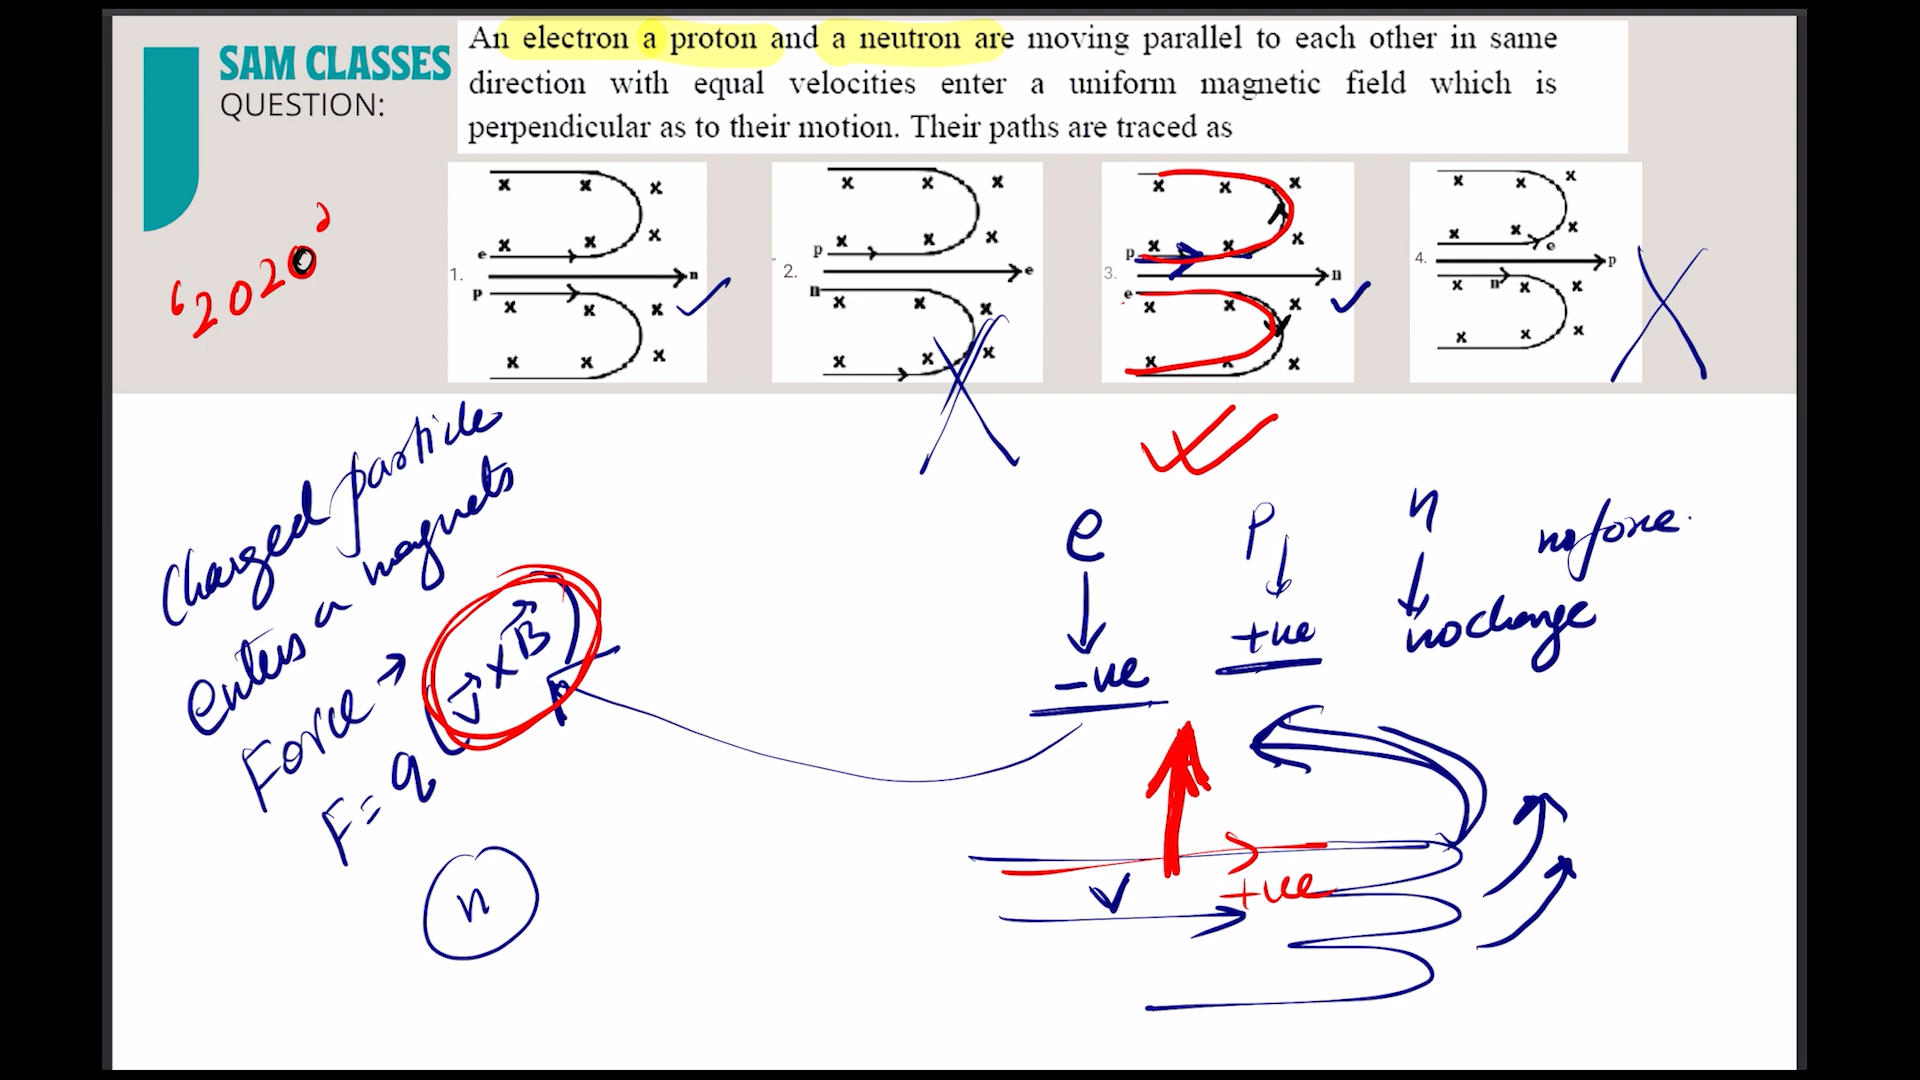 SAM CLASSES
QUESTION:
An electron a proton and a neutron are moving parallel to each other in same
direction with equal velocities enter a uniform magnetic field which is
perpendicular as to their motion. Their paths are traced as
1.
x x x
e x x x
n
p x x x
x x x
2.
x x x
p x x x
e
n x x x
x x x
3.
x x x
p x x x
n
e x x x
x x x
4.
x x x
x x e x
p
x n x x
x x x
'2020'
Charged particle
enters a magnets
Force →
F = q (v⃗ x B⃗)
n
e
-ve
P
+ve
n
no charge
no force.
V
+ve